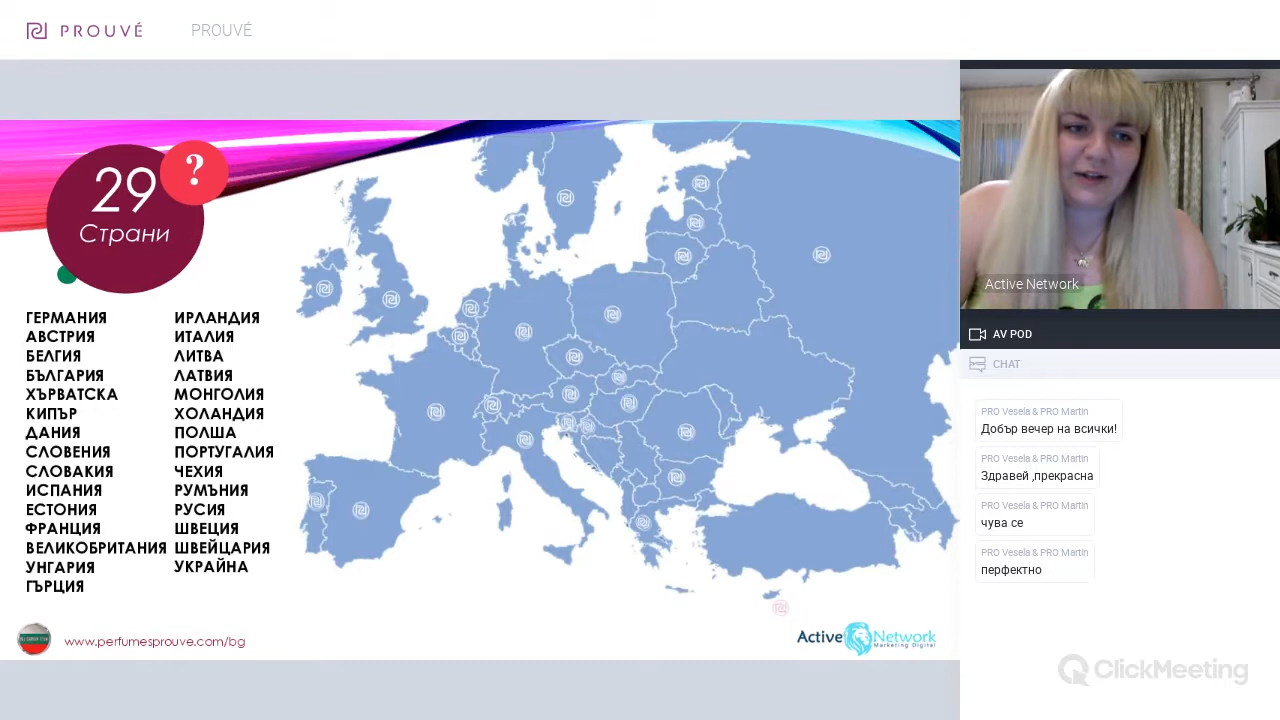 PROUVÉ
PROUVÉ
29
?
Страни
ГЕРМАНИЯ
АВСТРИЯ
БЕЛГИЯ
БЪЛГАРИЯ
ХЪРВАТСКА
КИПЪР
ДАНИЯ
СЛОВЕНИЯ
СЛОВАКИЯ
ИСПАНИЯ
ЕСТОНИЯ
ФРАНЦИЯ
ВЕЛИКОБРИТАНИЯ
УНГАРИЯ
ГЪРЦИЯ
ИРЛАНДИЯ
ИТАЛИЯ
ЛИТВА
ЛАТВИЯ
МОНГОЛИЯ
ХОЛАНДИЯ
ПОЛША
ПОРТУГАЛИЯ
ЧЕХИЯ
РУМЪНИЯ
РУСИЯ
ШВЕЦИЯ
ШВЕЙЦАРИЯ
УКРАЙНА
www.perfumesprouve.com/bg
Active Network
Marketing Digital
Active Network
AV POD
CHAT
PRO Vesela & PRO Martin
Добър вечер на всички!
PRO Vesela & PRO Martin
Здравей ,прекрасна
PRO Vesela & PRO Martin
чува се
PRO Vesela & PRO Martin
перфектно
ClickMeeting